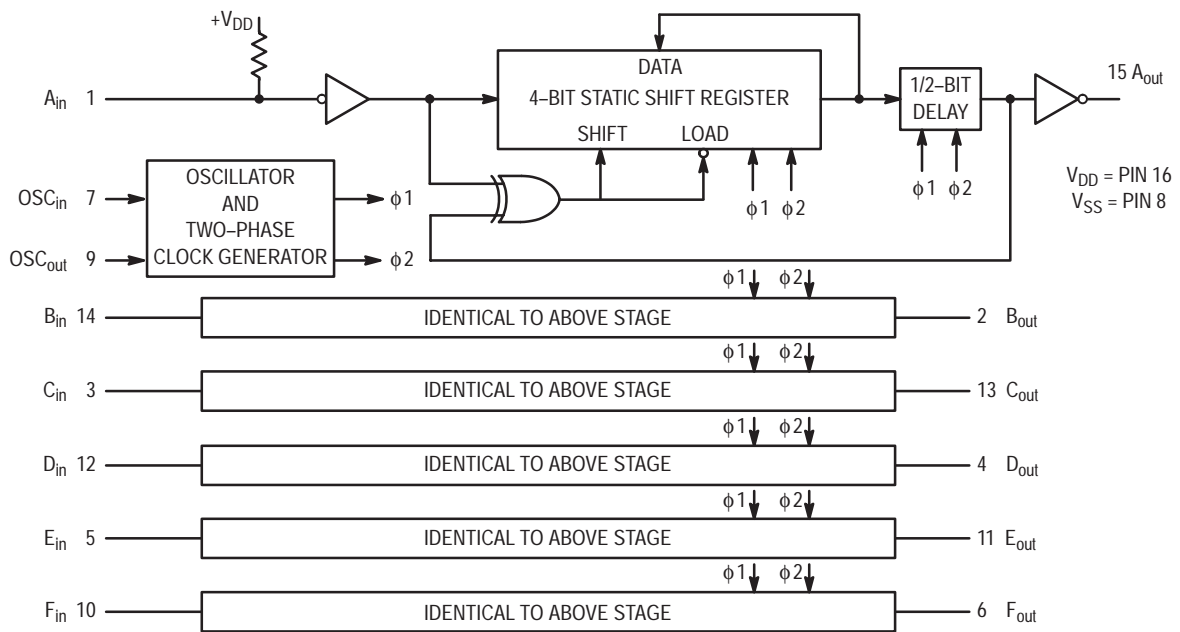 +VDD
Ain 1
DATA
4–BIT STATIC SHIFT REGISTER
SHIFT LOAD
ϕ1 ϕ2
1/2–BIT
DELAY
ϕ1 ϕ2
15 Aout
VDD = PIN 16
VSS = PIN 8
OSCin 7
OSCout 9
OSCILLATOR
AND
TWO–PHASE
CLOCK GENERATOR
ϕ1
ϕ2
ϕ1 ϕ2
Bin 14 IDENTICAL TO ABOVE STAGE 2 Bout
ϕ1 ϕ2
Cin 3 IDENTICAL TO ABOVE STAGE 13 Cout
ϕ1 ϕ2
Din 12 IDENTICAL TO ABOVE STAGE 4 Dout
ϕ1 ϕ2
Ein 5 IDENTICAL TO ABOVE STAGE 11 Eout
ϕ1 ϕ2
Fin 10 IDENTICAL TO ABOVE STAGE 6 Fout